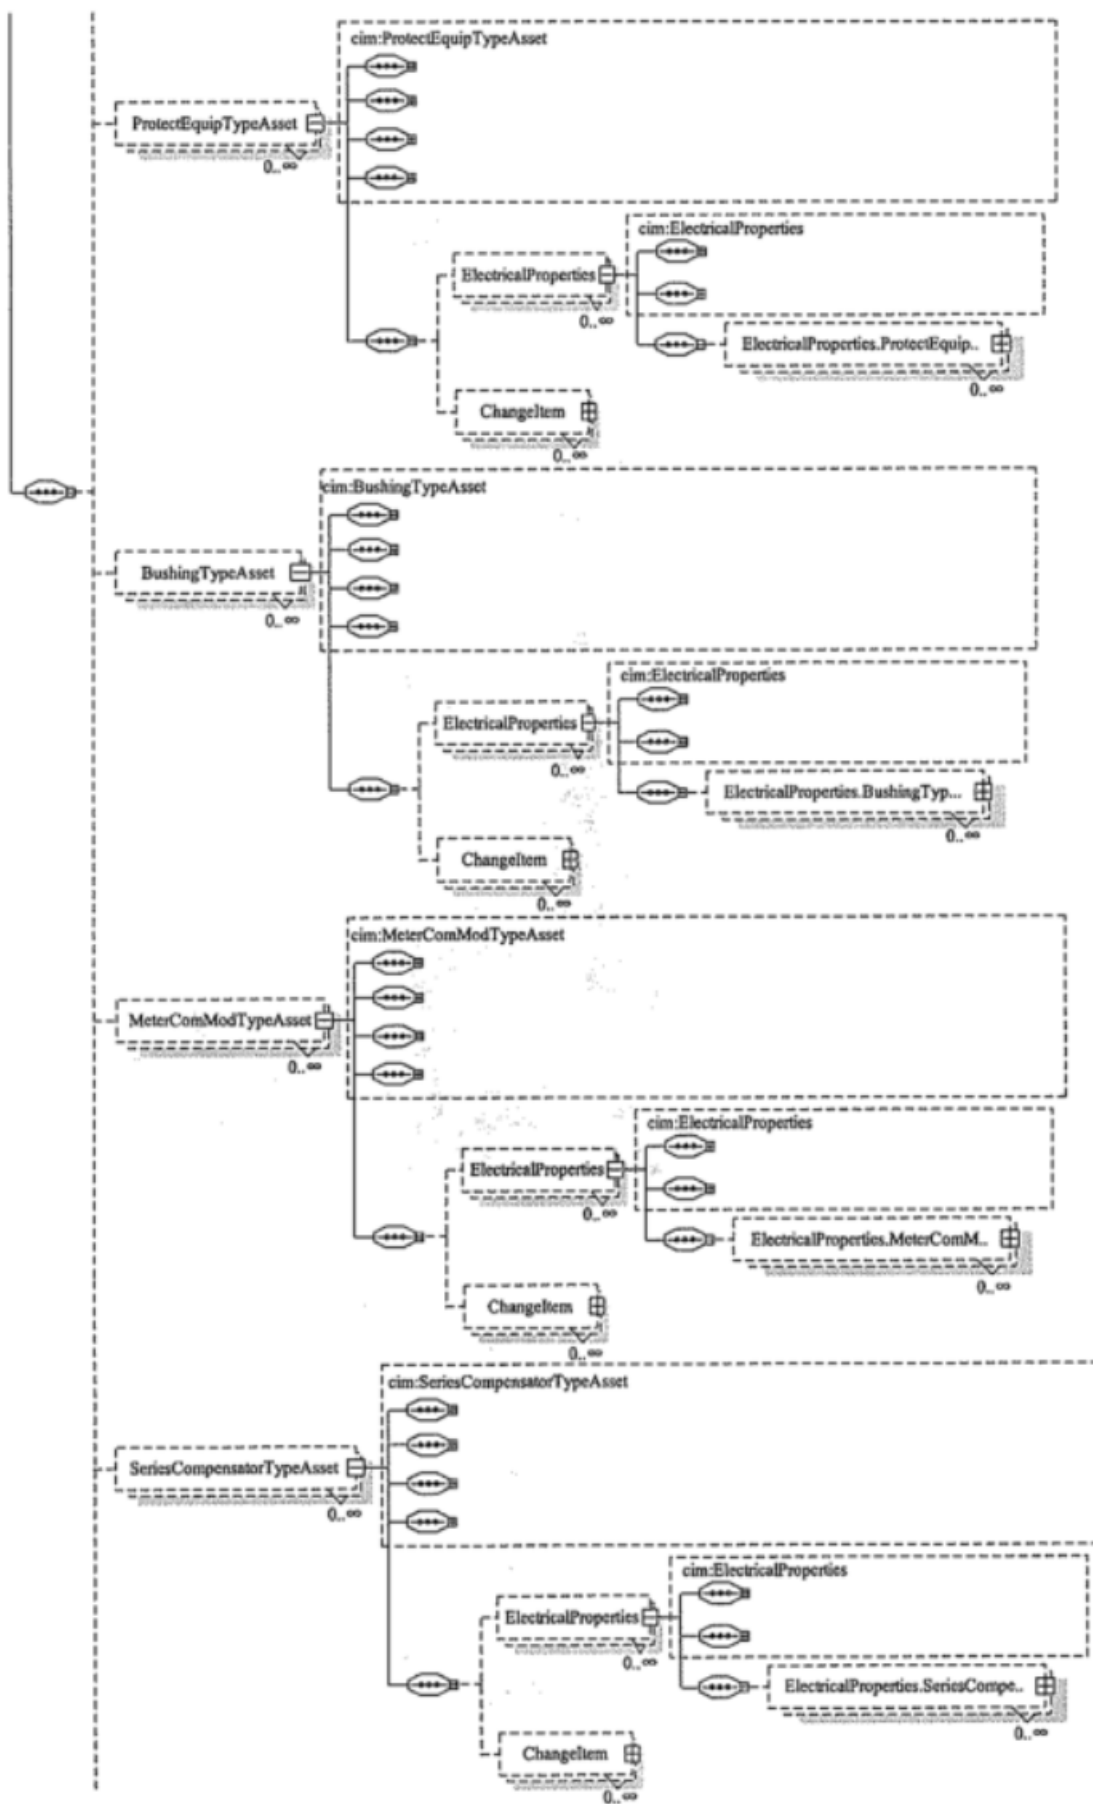 cim:ProtectEquipTypeAsset
ProtectEquipTypeAsset
0..∞
cim:ElectricalProperties
ElectricalProperties
0..∞
ElectricalProperties.ProtectEquip..
0..∞
ChangeItem
0..∞
cim:BushingTypeAsset
BushingTypeAsset
0..∞
cim:ElectricalProperties
ElectricalProperties
0..∞
ElectricalProperties.BushingTyp...
0..∞
ChangeItem
0..∞
cim:MeterComModTypeAsset
MeterComModTypeAsset
0..∞
cim:ElectricalProperties
ElectricalProperties
0..∞
ElectricalProperties.MeterComM..
0..∞
ChangeItem
0..∞
cim:SeriesCompensatorTypeAsset
SeriesCompensatorTypeAsset
0..∞
cim:ElectricalProperties
ElectricalProperties
0..∞
ElectricalProperties.SeriesCompe..
0..∞
ChangeItem
0..∞